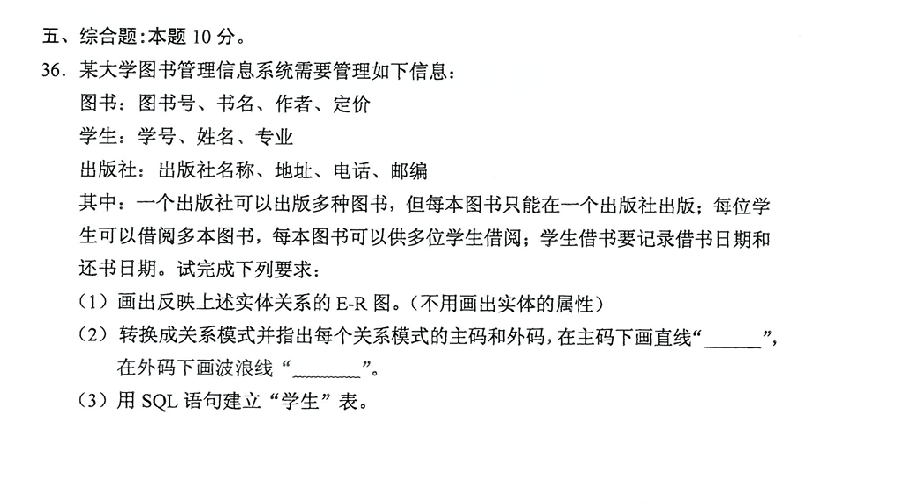 五、综合题:本题 10 分。
36. 某大学图书管理信息系统需要管理如下信息:
图书: 图书号、书名、作者、定价
学生: 学号、姓名、专业
出版社: 出版社名称、地址、电话、邮编
其中: 一个出版社可以出版多种图书, 但每本图书只能在一个出版社出版; 每位学
生可以借阅多本图书, 每本图书可以供多位学生借阅; 学生借书要记录借书日期和
还书日期。试完成下列要求:
(1) 画出反映上述实体关系的 E-R 图。(不用画出实体的属性)
(2) 转换成关系模式并指出每个关系模式的主码和外码, 在主码下画直线“______”,
在外码下画波浪线“_______”。
(3) 用 SQL 语句建立“学生”表。